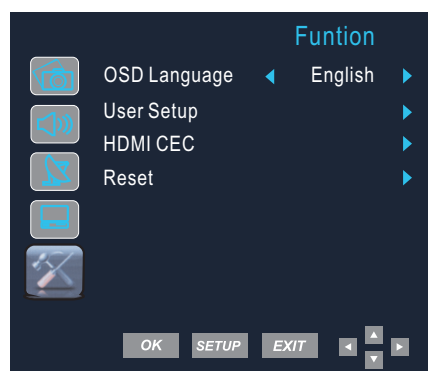 Funtion
OSD Language English
User Setup
HDMI CEC
Reset
OK SETUP EXIT